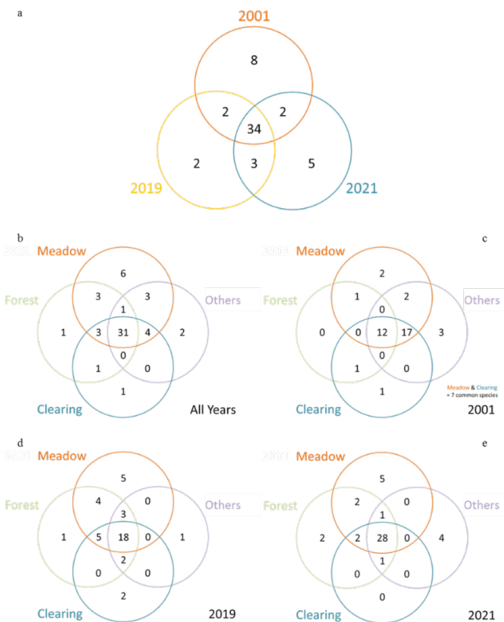 a
2001
8
2 2
34
2 3 5
2019 2021
b c
Meadow Meadow
6 2
Forest 3 3 Others Forest 1 2 Others
1 0
1 3 31 4 2 0 0 12 17 3
0 0
1 0 1 0
1 1
Meadow & Clearing
= 7 common species
Clearing All Years Clearing 2001
d e
Meadow Meadow
5 5
4 0 2 0
Forest 3 Others Forest 1 Others
1 5 18 0 1 2 2 28 0 4
2 1
0 0 0 0
2 0
Clearing 2019 Clearing 2021